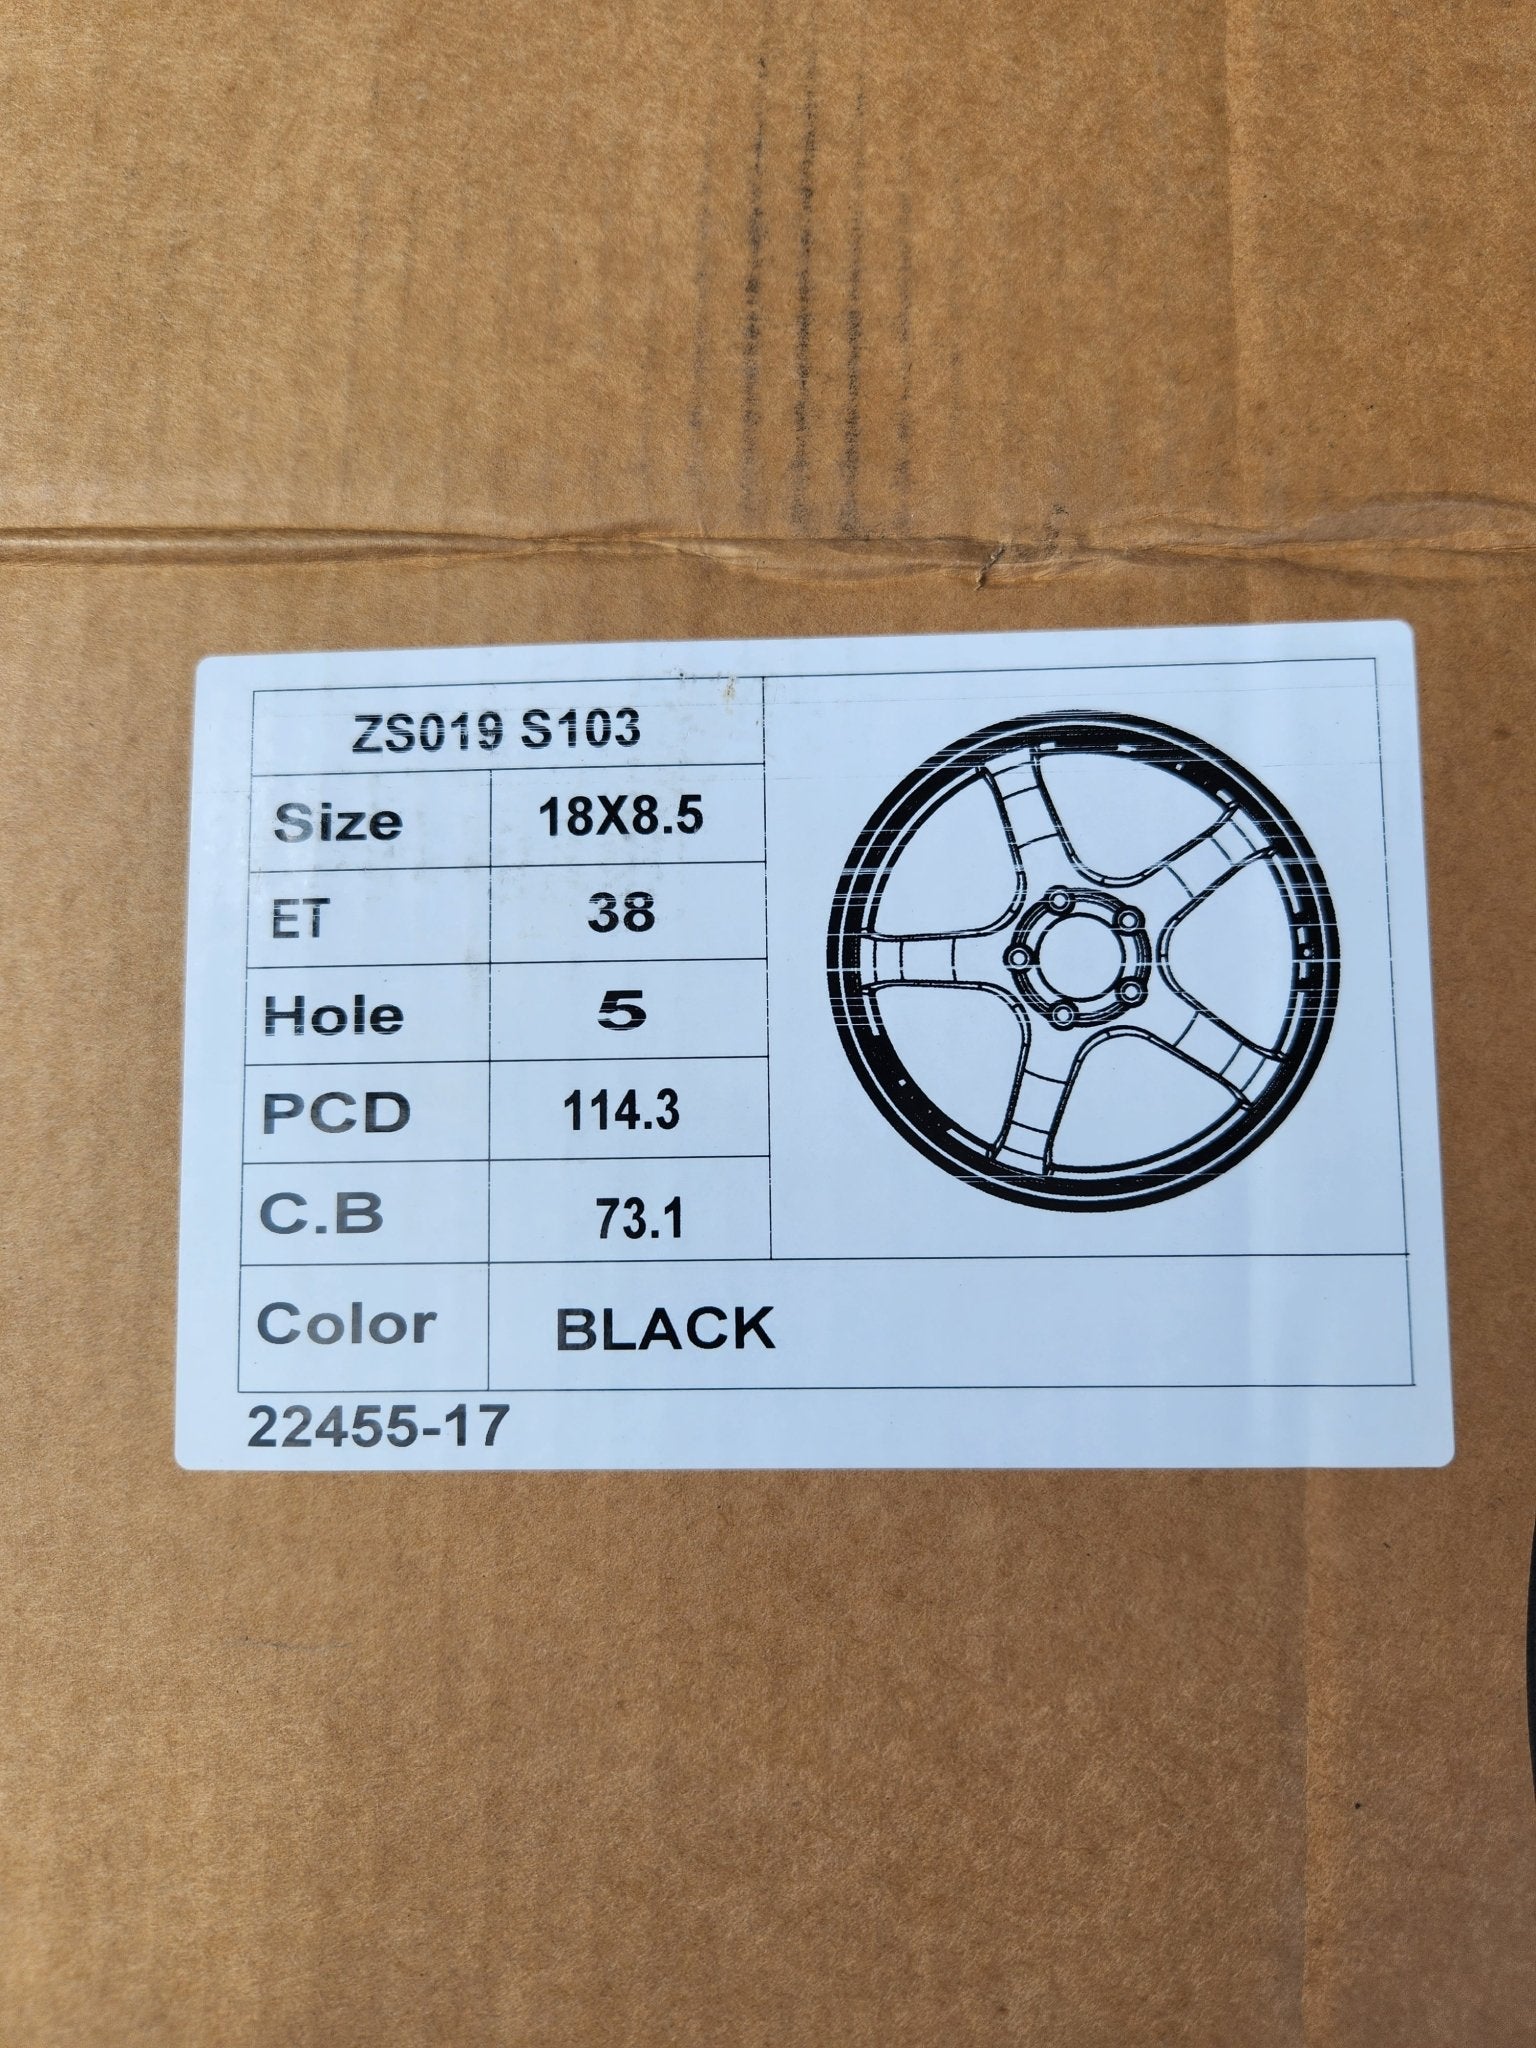 ZS019 S103
Size 18X8.5
ET 38
Hole 5
PCD 114.3
C.B 73.1
Color BLACK
22455-17